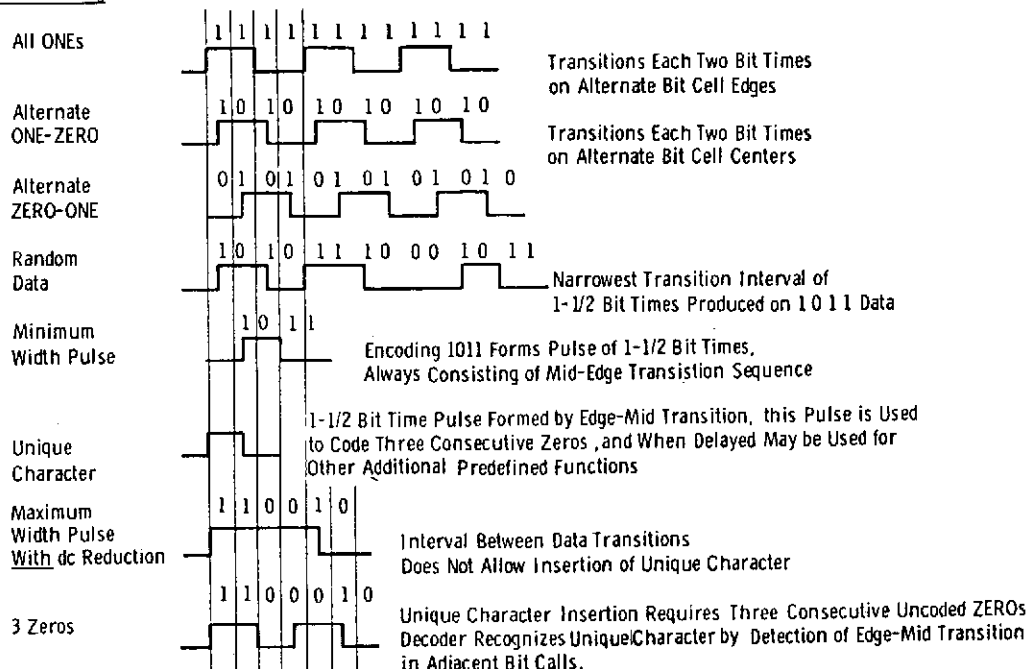 1 1 1 1 1 1 1 1 1 1 1 1
All ONEs
Transitions Each Two Bit Times
on Alternate Bit Cell Edges
1 0 1 0 1 0 1 0 1 0 1 0
Alternate
ONE-ZERO
Transitions Each Two Bit Times
on Alternate Bit Cell Centers
0 1 0 1 0 1 0 1 0 1 0 1 0
Alternate
ZERO-ONE
1 0 1 0 1 1 1 0 0 0 1 0 1 1
Random
Data
Narrowest Transition Interval of
1-1/2 Bit Times Produced on 1 0 1 1 Data
1 0 1 1
Minimum
Width Pulse
Encoding 1011 Forms Pulse of 1-1/2 Bit Times,
Always Consisting of Mid-Edge Transistion Sequence
Unique
Character
1-1/2 Bit Time Pulse Formed by Edge-Mid Transition, this Pulse is Used
to Code Three Consecutive Zeros, and When Delayed May be Used for
Other Additional Predefined Functions
1 1 0 0 1 0
Maximum
Width Pulse
With dc Reduction
Interval Between Data Transitions
Does Not Allow Insertion of Unique Character
1 1 0 0 0 1 0
3 Zeros
Unique Character Insertion Requires Three Consecutive Uncoded ZEROs
Decoder Recognizes Unique Character by Detection of Edge-Mid Transition
in Adjacent Bit Calls.